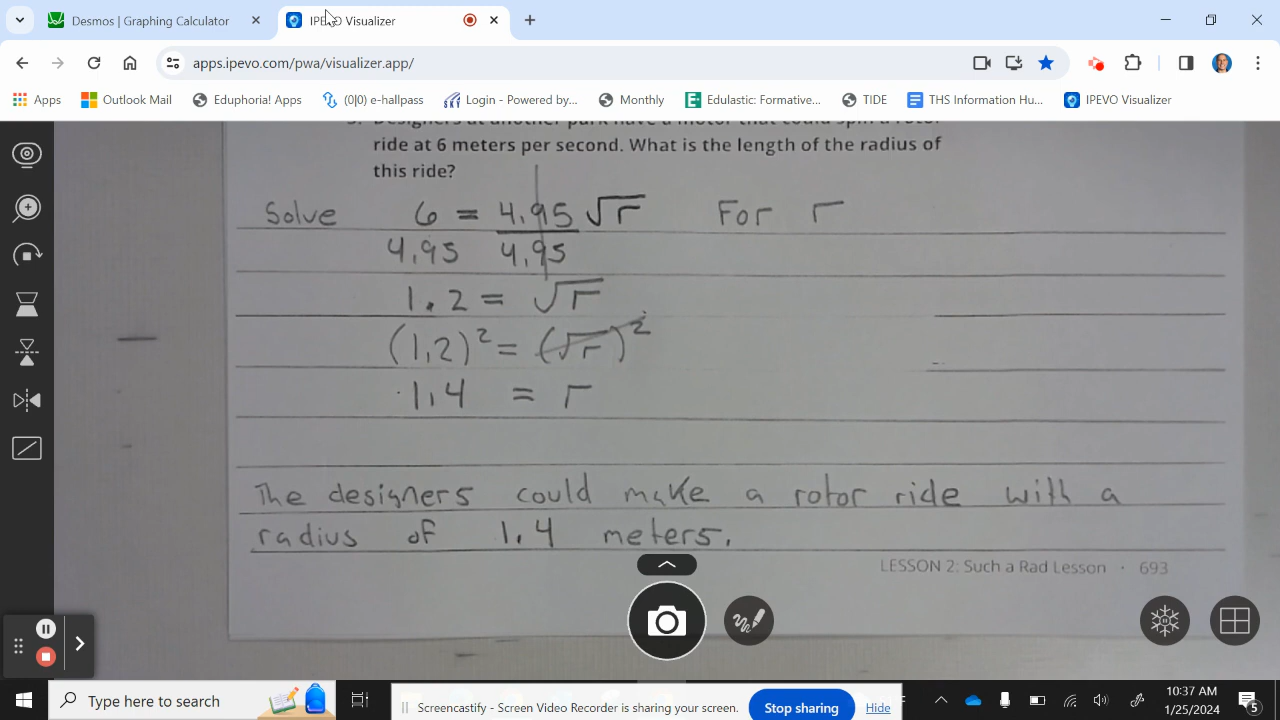 Desmos | Graphing Calculator
IPEVO Visualizer
apps.ipevo.com/pwa/visualizer.app/
Apps
Outlook Mail
eduphoria! Apps
(0|0) e-hallpass
Login - Powered by...
Monthly
Edulastic: Formative...
TIDE
THS Information Hu...
IPEVO Visualizer
ride at 6 meters per second. What is the length of the radius of
this ride?
Solve 6 = 4.95 √r For r
4.95 4.95
1.2 = √r
(1.2)² = (√r)²
1.4 = r
The designers could make a rotor ride with a
radius of 1.4 meters.
LESSON 2: Such a Rad Lesson • 693
Type here to search
Screencastify - Screen Video Recorder is sharing your screen.
Stop sharing
Hide
10:37 AM
1/25/2024
5